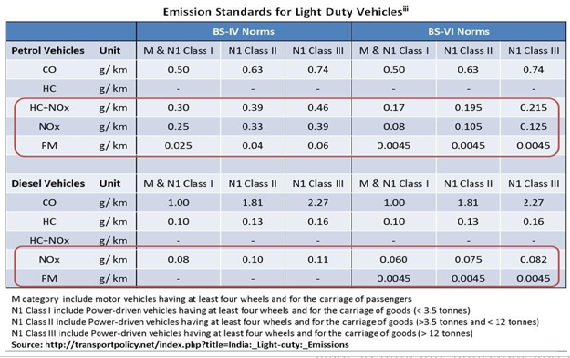 Emission Standards for Light Duty Vehiclesiii
BS-IV Norms BS-VI Norms
Petrol Vehicles Unit M & N1 Class I N1 Class II N1 Class III M & N1 Class I N1 Class II N1 Class III
CO g/ km 0.50 0.63 0.74 0.50 0.63 0.74
HC g/ km - - - - - -
HC-NOx g/ km 0.30 0.39 0.46 0.17 0.195 0.215
NOx g/ km 0.25 0.33 0.39 0.08 0.105 0.125
PM g/ km 0.025 0.04 0.06 0.0045 0.0045 0.0045
Diesel Vehicles Unit M & N1 Class I N1 Class II N1 Class III M & N1 Class I N1 Class II N1 Class III
CO g/ km 1.00 1.81 2.27 1.00 1.81 2.27
HC g/ km 0.10 0.13 0.16 0.10 0.13 0.16
HC-NOx g/ km - - - - - -
NOx g/ km 0.08 0.10 0.11 0.060 0.075 0.082
PM g/ km - - - 0.0045 0.0045 0.0045
M category include motor vehicles having at least four wheels and for the carriage of passengers
N1 Class I include Power-driven vehicles having at least four wheels and for the carriage of goods (< 3.5 tonnes)
N1 Class II include Power-driven vehicles having at least four wheels and for the carriage of goods (>3.5 tonnes and < 12 tonnes)
N1 Class III include Power-driven vehicles having at least four wheels and for the carriage of goods (> 12 tonnes)
Source: http://transportpolicy.net/index.php?title=India:_Light-duty:_Emissions